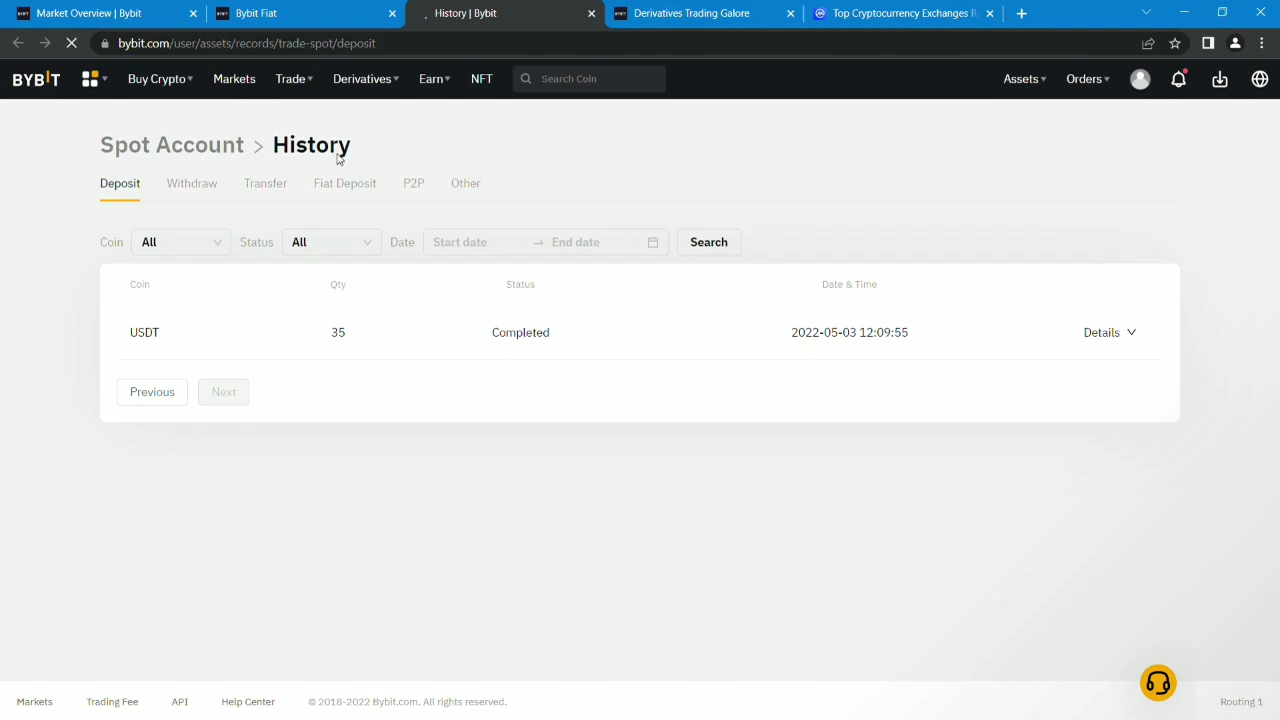 Market Overview | Bybit
Bybit Fiat
History | Bybit
Derivatives Trading Galore
Top Cryptocurrency Exchanges R
bybit.com/user/assets/records/trade-spot/deposit
BYBIT Buy Crypto Markets Trade Derivatives Earn NFT Search Coin Assets Orders
Spot Account > History
Deposit Withdraw Transfer Fiat Deposit P2P Other
Coin All Status All Date Start date → End date Search
Coin Qty Status Date & Time
USDT 35 Completed 2022-05-03 12:09:55 Details
Previous Next
Markets Trading Fee API Help Center © 2018-2022 Bybit.com. All rights reserved. Routing 1